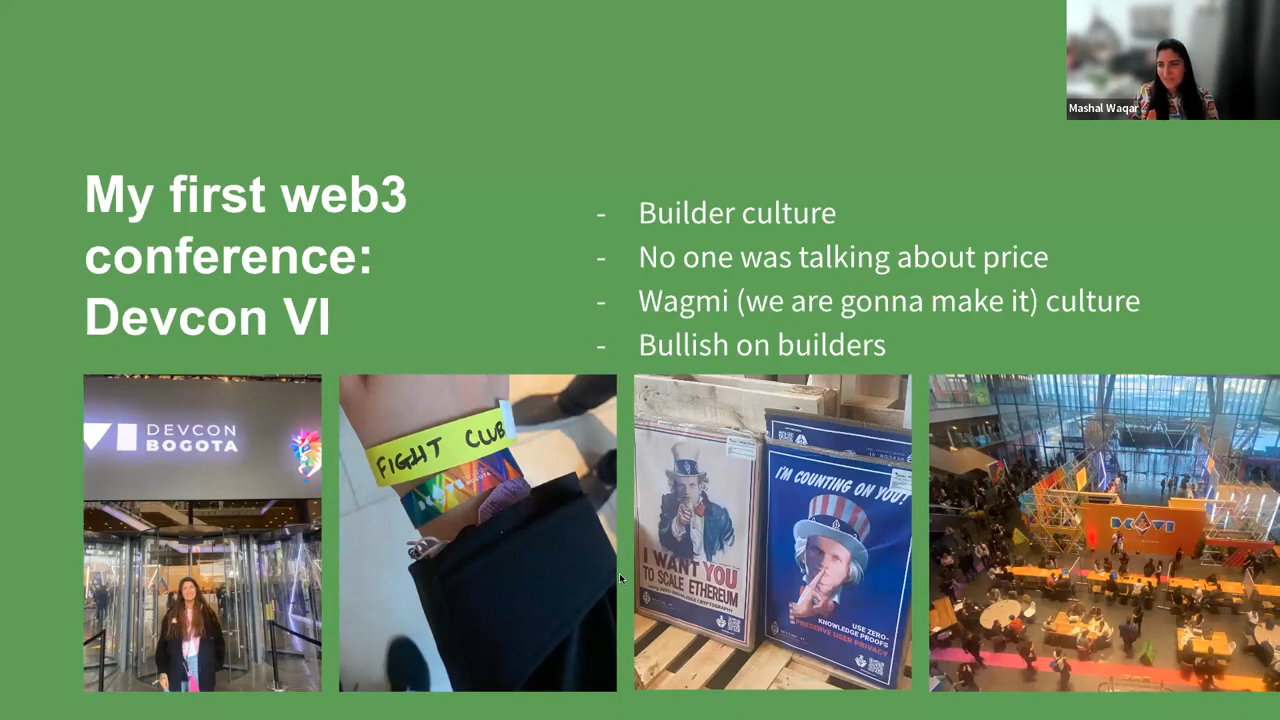 Mashal Waqar
My first web3
conference:
Devcon VI
- Builder culture
- No one was talking about price
- Wagmi (we are gonna make it) culture
- Bullish on builders
VI DEVCON
BOGOTA
FIGHT CLUB
I WANT YOU
TO SCALE ETHEREUM
I'M COUNTING ON YOU!
USE ZERO-
KNOWLEDGE PROOFS
PRESERVE USER PRIVACY